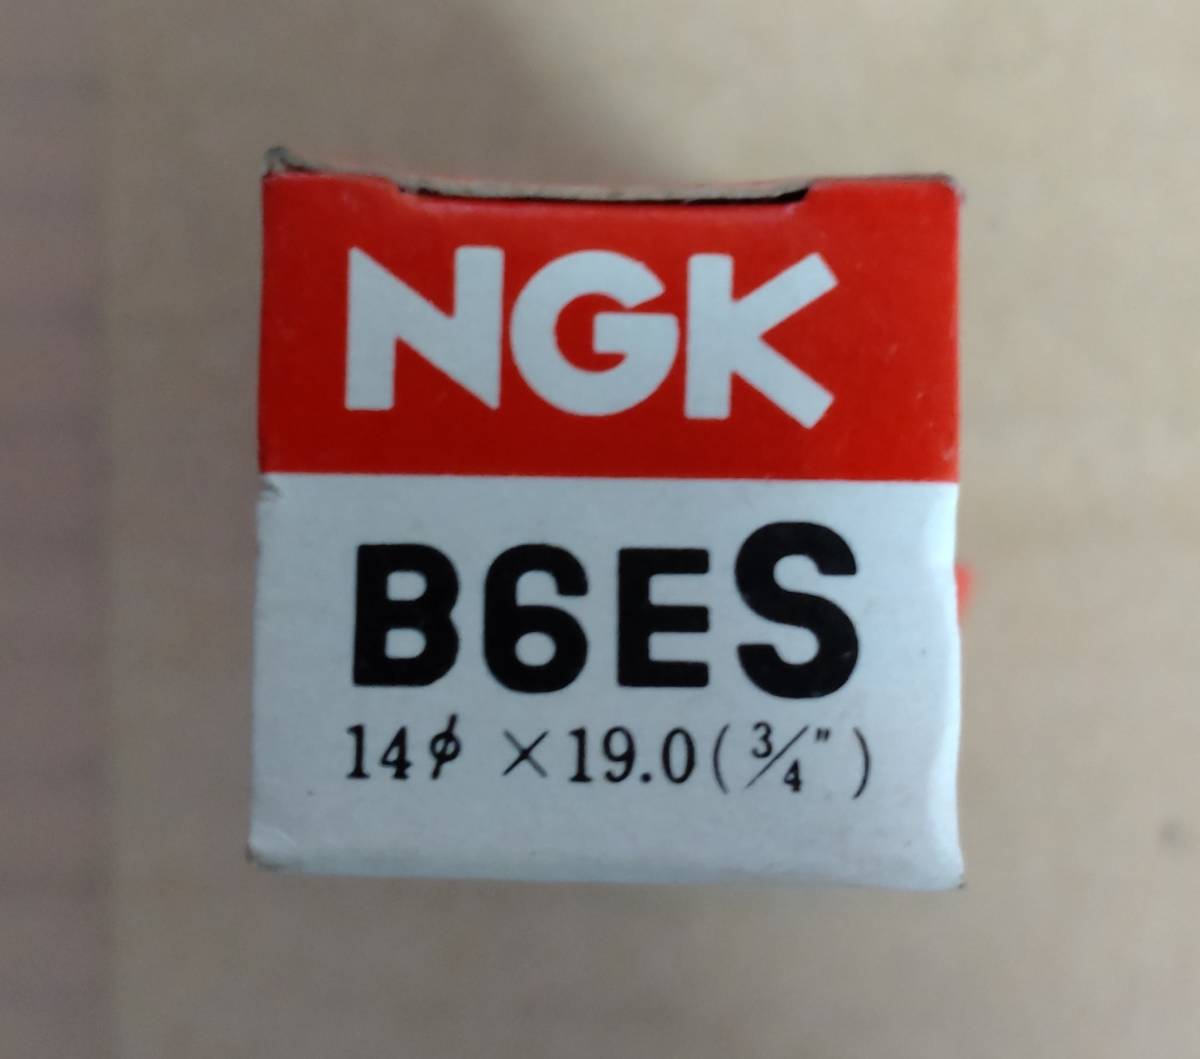 NGK
B6ES
14φ ×19.0(3/4")